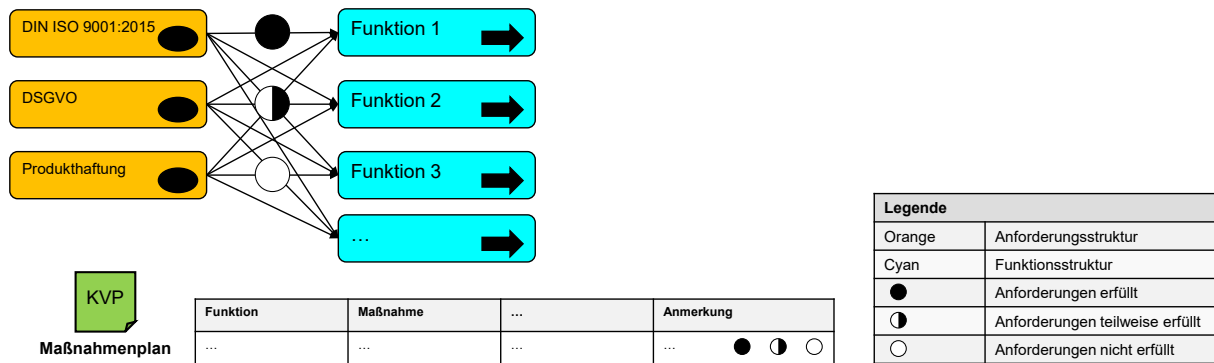 DIN ISO 9001:2015
Funktion 1
DSGVO
Funktion 2
Produkthaftung
Funktion 3
…
KVP
Maßnahmenplan
Funktion Maßnahme … Anmerkung
… … … …
Legende
Orange Anforderungsstruktur
Cyan Funktionsstruktur
Anforderungen erfüllt
Anforderungen teilweise erfüllt
Anforderungen nicht erfüllt